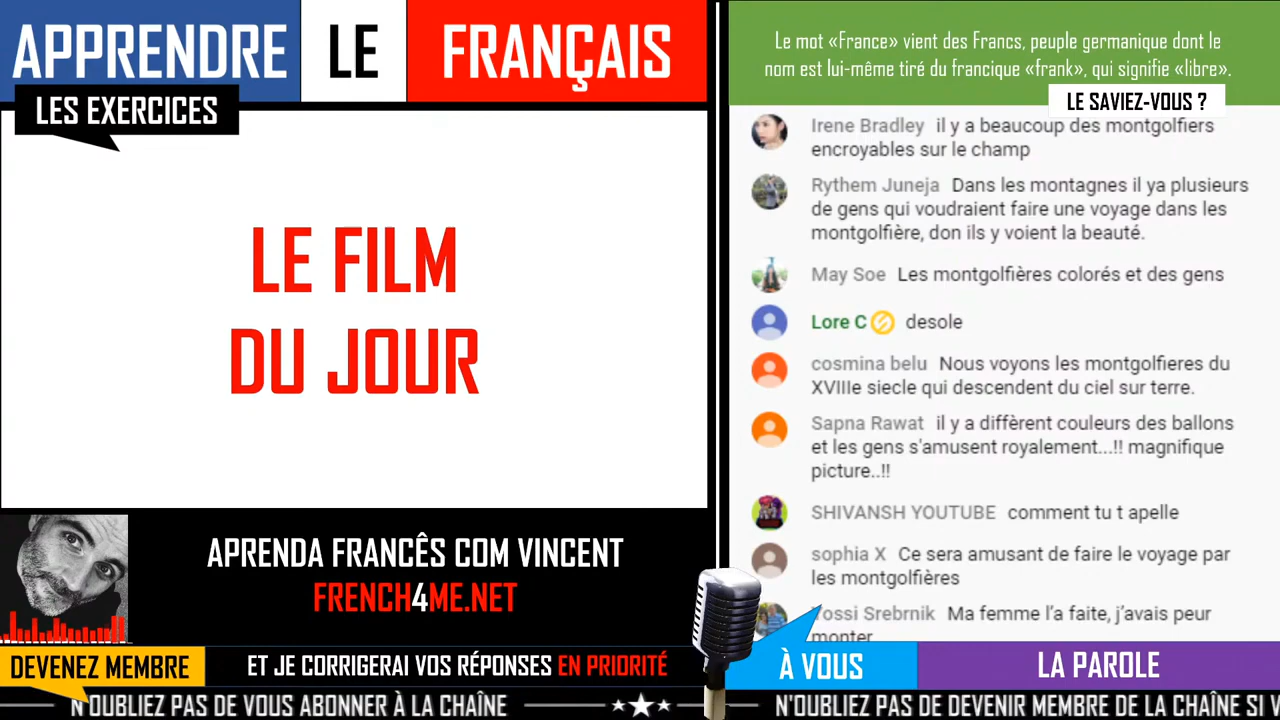 APPRENDRE LE FRANÇAIS
LES EXERCICES
LE FILM
DU JOUR
APRENDA FRANCÊS COM VINCENT
FRENCH4ME.NET
DEVENEZ MEMBRE
ET JE CORRIGERAI VOS RÉPONSES EN PRIORITÉ
N'OUBLIEZ PAS DE VOUS ABONNER À LA CHAÎNE
Le mot «France» vient des Francs, peuple germanique dont le
nom est lui-même tiré du francique «frank», qui signifie «libre».
LE SAVIEZ-VOUS ?
Irene Bradley il y a beaucoup des montgolfiers
encroyables sur le champ
Rythem Juneja Dans les montagnes il ya plusieurs
de gens qui voudraient faire une voyage dans les
montgolfière, don ils y voient la beauté.
May Soe Les montgolfières colorés et des gens
Lore C desole
cosmina belu Nous voyons les montgolfieres du
XVIIIe siecle qui descendent du ciel sur terre.
Sapna Rawat il y a diffèrent couleurs des ballons
et les gens s'amusent royalement...!! magnifique
picture..!!
SHIVANSH YOUTUBE comment tu t apelle
sophia X Ce sera amusant de faire le voyage par
les montgolfières
Yossi Srebrnik Ma femme l'a faite, j'avais peur
monter
À VOUS LA PAROLE
N'OUBLIEZ PAS DE DEVENIR MEMBRE DE LA CHAÎNE SI V